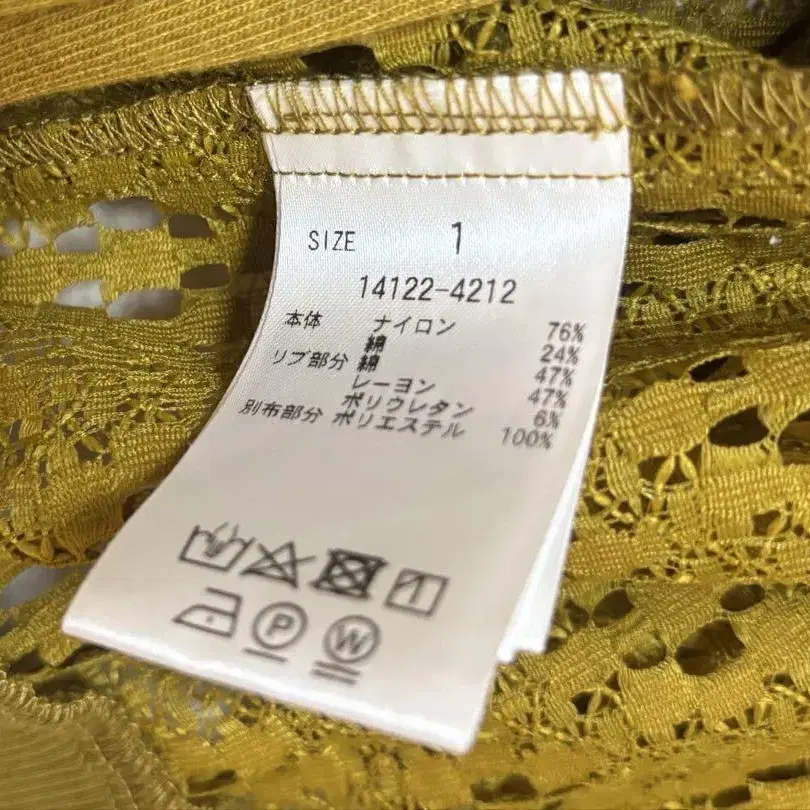 SIZE 1
14122-4212
本体 ナイロン 76%
綿 24%
リブ部分 綿 47%
レーヨン 47%
ポリウレタン 6%
別布部分 ポリエステル 100%
P W